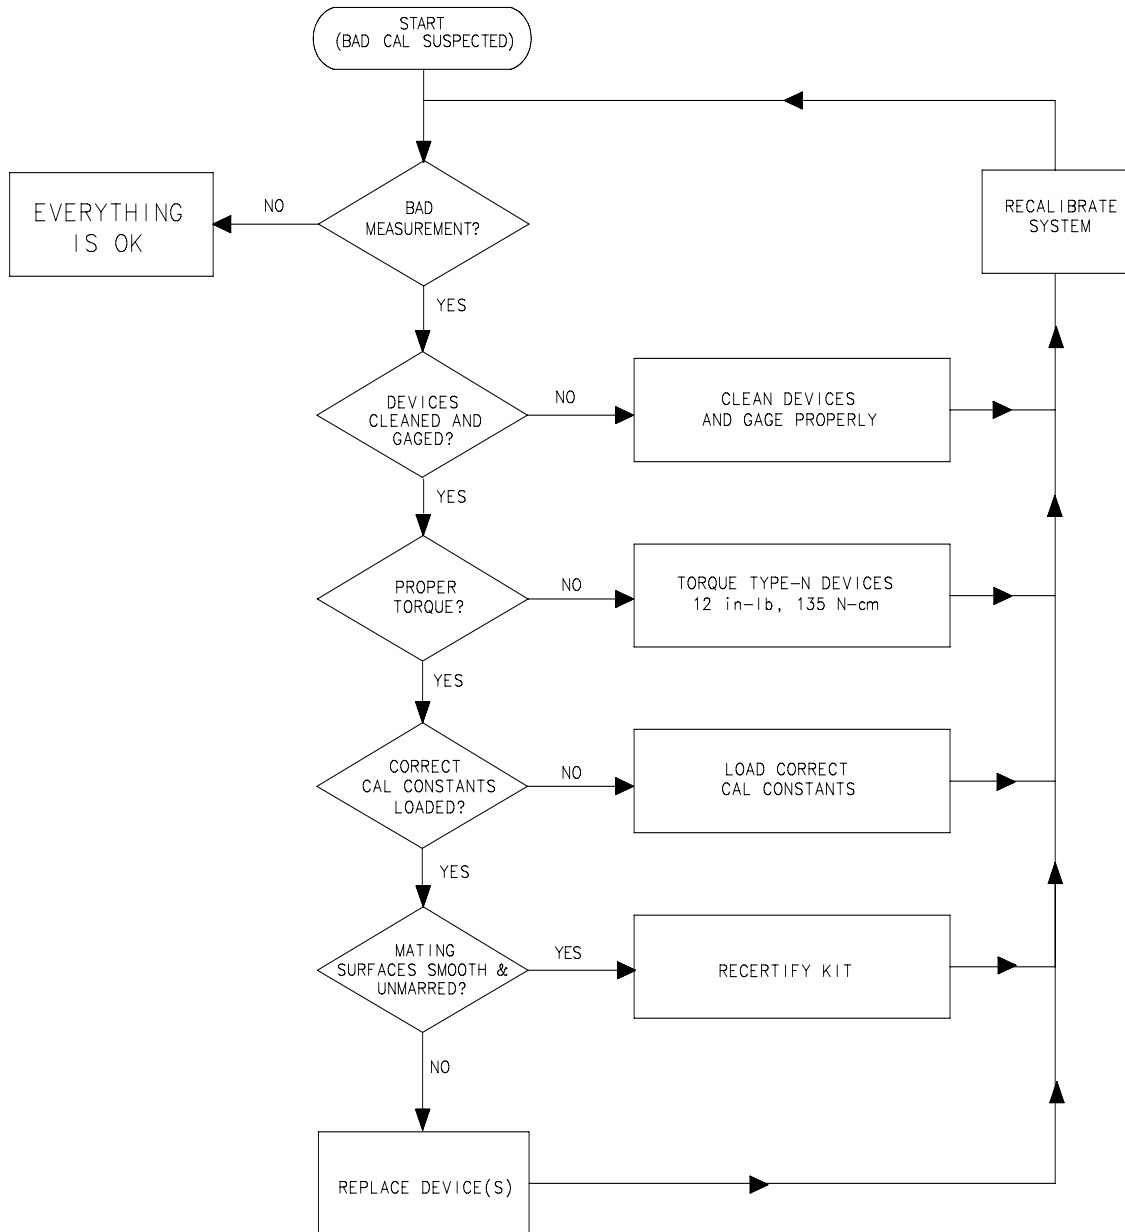 START
(BAD CAL SUSPECTED)
BAD
MEASUREMENT?
NO
EVERYTHING
IS OK
RECALIBRATE
SYSTEM
YES
DEVICES
CLEANED AND
GAGED?
NO
CLEAN DEVICES
AND GAGE PROPERLY
YES
PROPER
TORQUE?
NO
TORQUE TYPE-N DEVICES
12 in-lb, 135 N-cm
YES
CORRECT
CAL CONSTANTS
LOADED?
NO
LOAD CORRECT
CAL CONSTANTS
YES
MATING
SURFACES SMOOTH &
UNMARRED?
YES
RECERTIFY KIT
NO
REPLACE DEVICE(S)